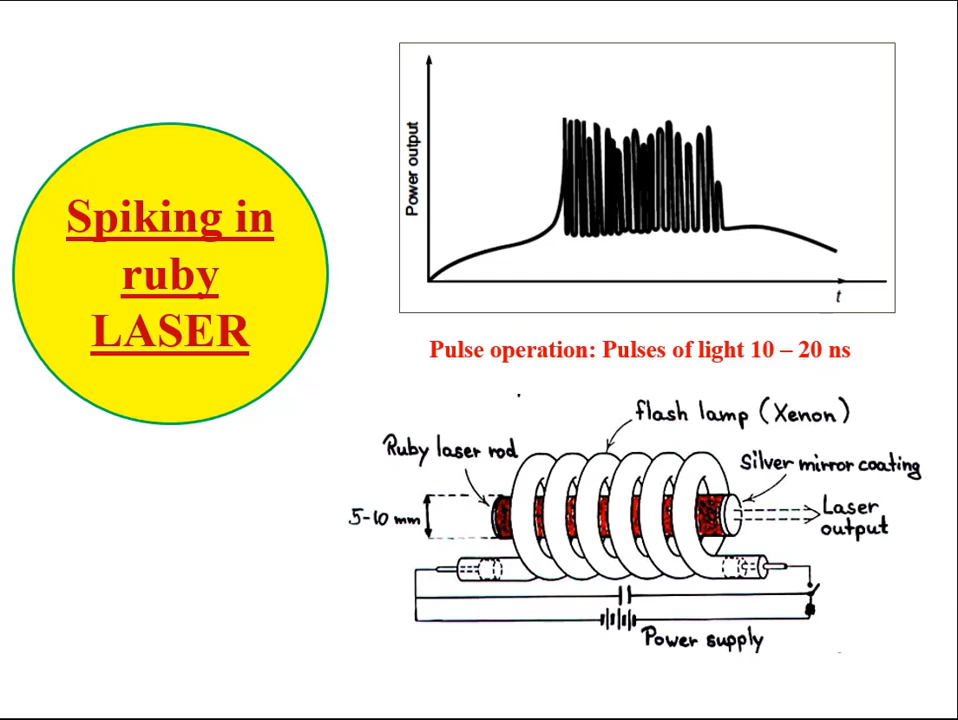 Spiking in
ruby
LASER
Power output
t
Pulse operation: Pulses of light 10 – 20 ns
flash lamp (Xenon)
Ruby laser rod
Silver mirror coating
5-10 mm
Laser
output
Power supply